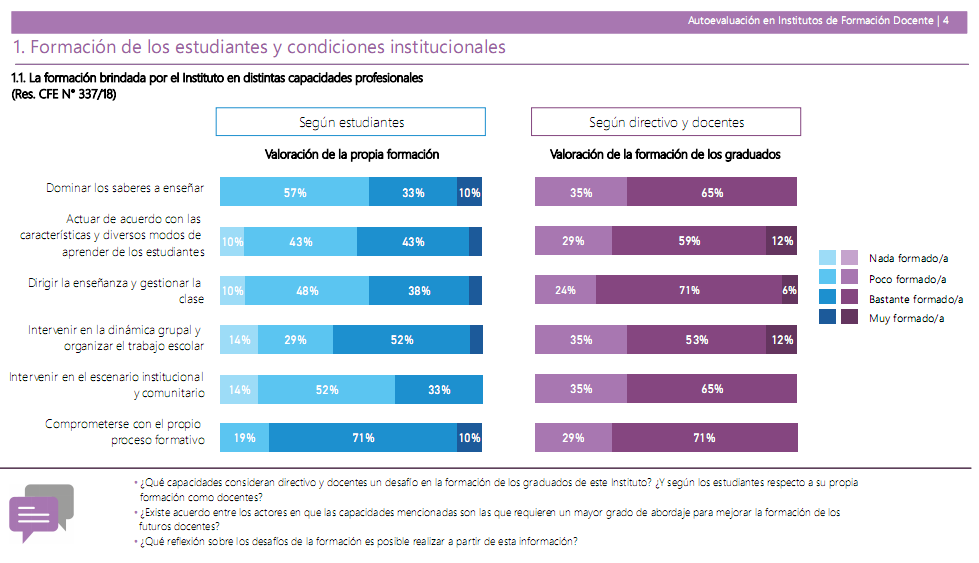 Autoevaluación en Institutos de Formación Docente | 4
1. Formación de los estudiantes y condiciones institucionales
1.1. La formación brindada por el Instituto en distintas capacidades profesionales
(Res. CFE N° 337/18)
Según estudiantes
Según directivo y docentes
Valoración de la propia formación
Valoración de la formación de los graduados
Dominar los saberes a enseñar
57% 33% 10%
35% 65%
Actuar de acuerdo con las
características y diversos modos de
aprender de los estudiantes
10% 43% 43%
29% 59% 12%
Dirigir la enseñanza y gestionar la
clase
10% 48% 38%
24% 71% 6%
Intervenir en la dinámica grupal y
organizar el trabajo escolar
14% 29% 52%
35% 53% 12%
Intervenir en el escenario institucional
y comunitario
14% 52% 33%
35% 65%
Comprometerse con el propio
proceso formativo
19% 71% 10%
29% 71%
Nada formado/a
Poco formado/a
Bastante formado/a
Muy formado/a
• ¿Qué capacidades consideran directivo y docentes un desafío en la formación de los graduados de este Instituto? ¿Y según los estudiantes respecto a su propia
formación como docentes?
• ¿Existe acuerdo entre los actores en que las capacidades mencionadas son las que requieren un mayor grado de abordaje para mejorar la formación de los
futuros docentes?
• ¿Qué reflexión sobre los desafíos de la formación es posible realizar a partir de esta información?